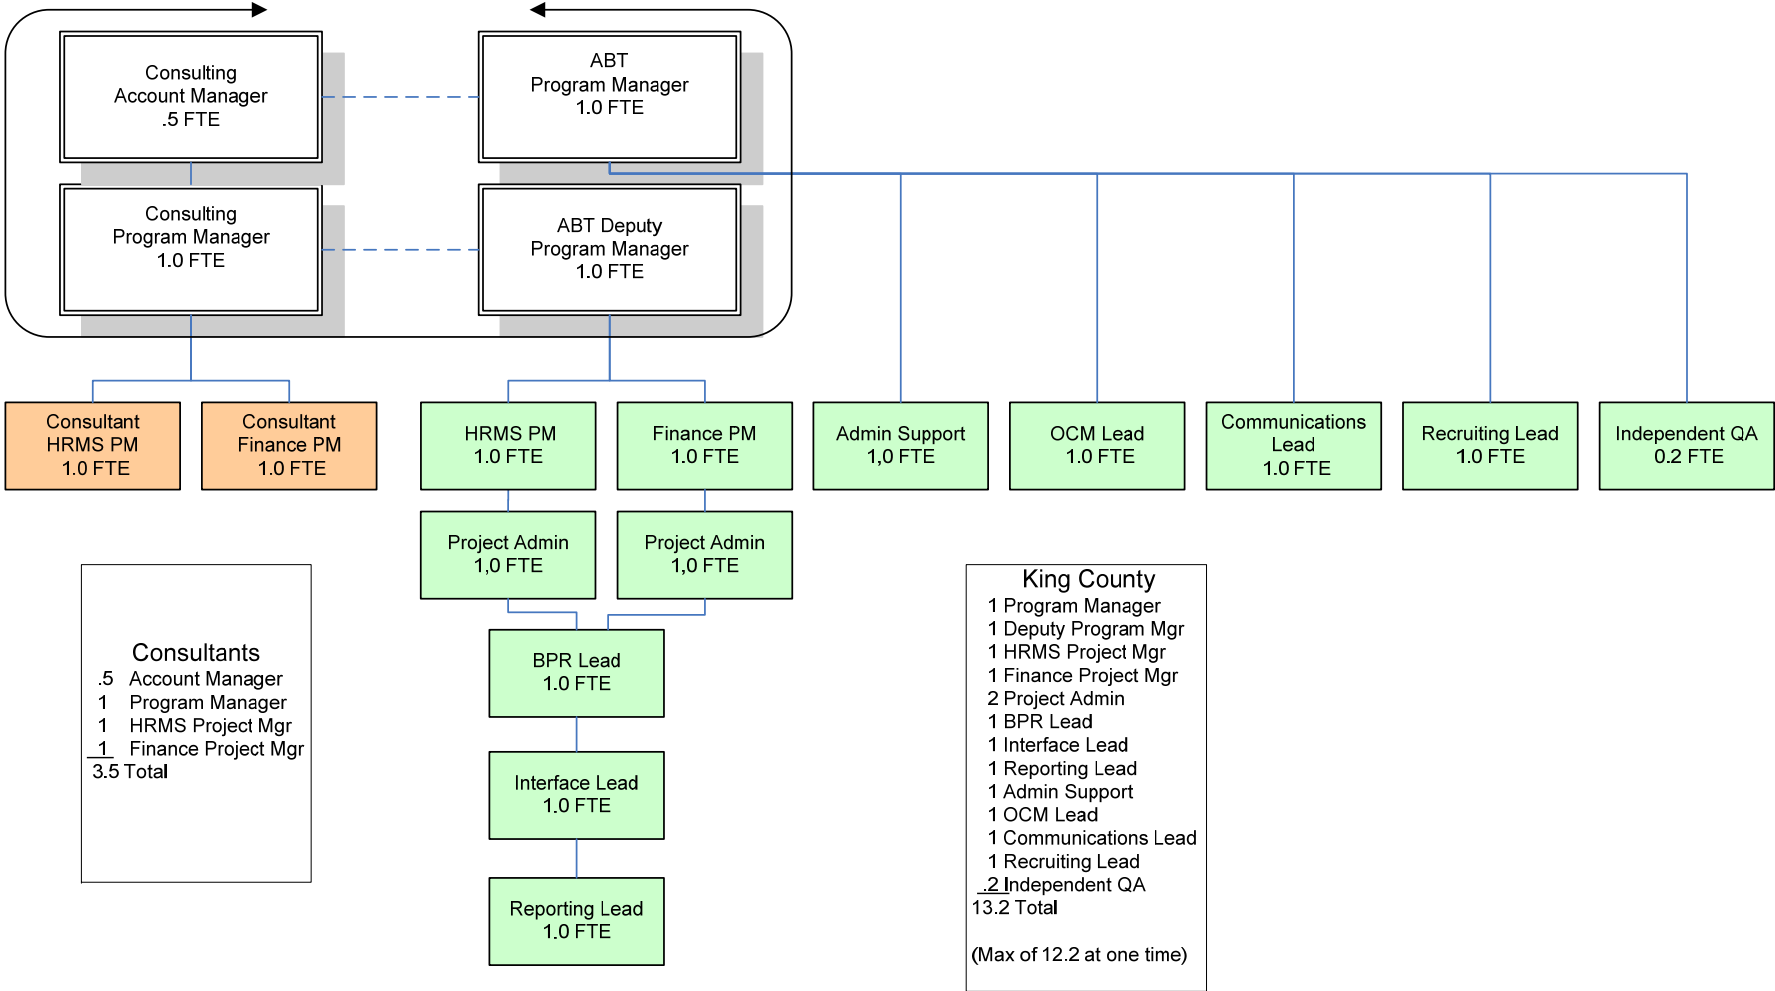 Consulting
Account Manager
.5 FTE
ABT
Program Manager
1.0 FTE
Consulting
Program Manager
1.0 FTE
ABT Deputy
Program Manager
1.0 FTE
Consultant
HRMS PM
1.0 FTE
Consultant
Finance PM
1.0 FTE
HRMS PM
1.0 FTE
Finance PM
1.0 FTE
Admin Support
1,0 FTE
OCM Lead
1.0 FTE
Communications
Lead
1.0 FTE
Recruiting Lead
1.0 FTE
Independent QA
0.2 FTE
Project Admin
1,0 FTE
Project Admin
1,0 FTE
BPR Lead
1.0 FTE
Interface Lead
1.0 FTE
Reporting Lead
1.0 FTE
Consultants
.5 Account Manager
1 Program Manager
1 HRMS Project Mgr
1 Finance Project Mgr
3.5 Total
King County
1 Program Manager
1 Deputy Program Mgr
1 HRMS Project Mgr
1 Finance Project Mgr
2 Project Admin
1 BPR Lead
1 Interface Lead
1 Reporting Lead
1 Admin Support
1 OCM Lead
1 Communications Lead
1 Recruiting Lead
.2 Independent QA
13.2 Total
(Max of 12.2 at one time)